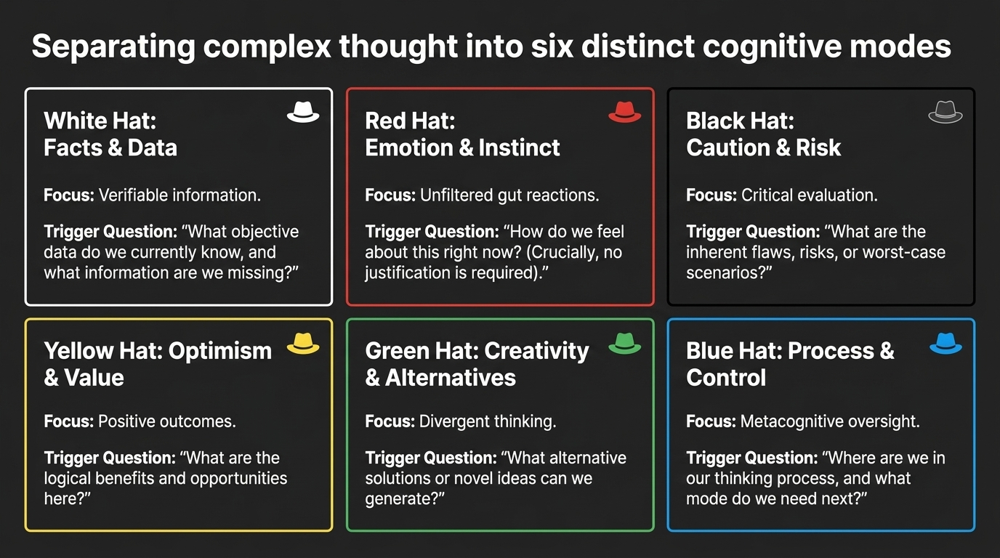 Separating complex thought into six distinct cognitive modes
White Hat:
Facts & Data
Focus: Verifiable information.
Trigger Question: “What objective
data do we currently know, and
what information are we missing?”
Red Hat:
Emotion & Instinct
Focus: Unfiltered gut reactions.
Trigger Question: “How do we feel
about this right now? (Crucially, no
justification is required).”
Black Hat:
Caution & Risk
Focus: Critical evaluation.
Trigger Question: “What are the
inherent flaws, risks, or worst-case
scenarios?”
Yellow Hat: Optimism
& Value
Focus: Positive outcomes.
Trigger Question: “What are the
logical benefits and opportunities
here?”
Green Hat: Creativity
& Alternatives
Focus: Divergent thinking.
Trigger Question: “What alternative
solutions or novel ideas can we
generate?”
Blue Hat: Process &
Control
Focus: Metacognitive oversight.
Trigger Question: “Where are we in
our thinking process, and what
mode do we need next?”